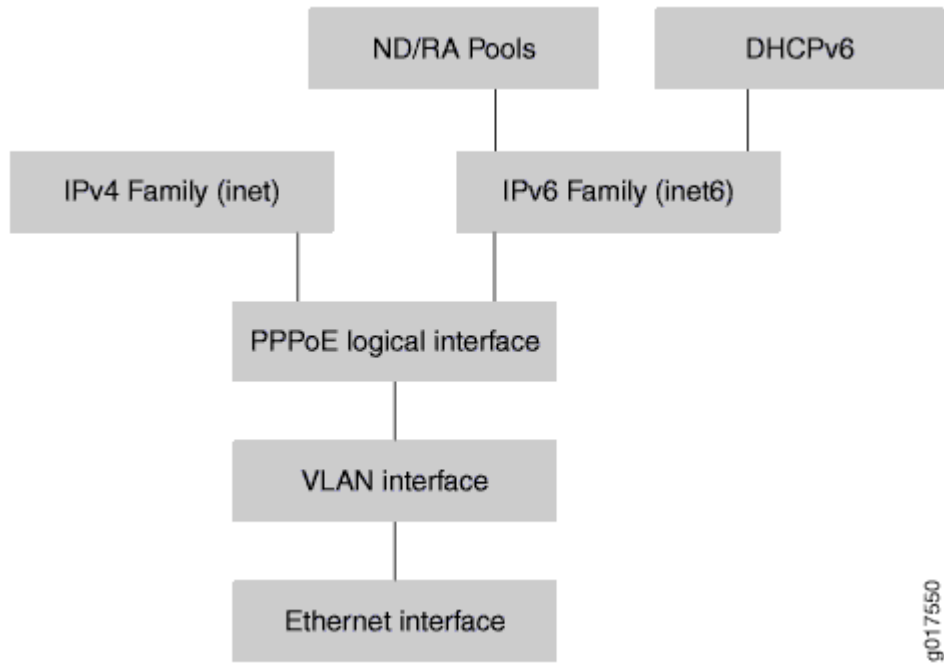 ND/RA Pools
DHCPv6
IPv4 Family (inet)
IPv6 Family (inet6)
PPPoE logical interface
VLAN interface
Ethernet interface
g017550